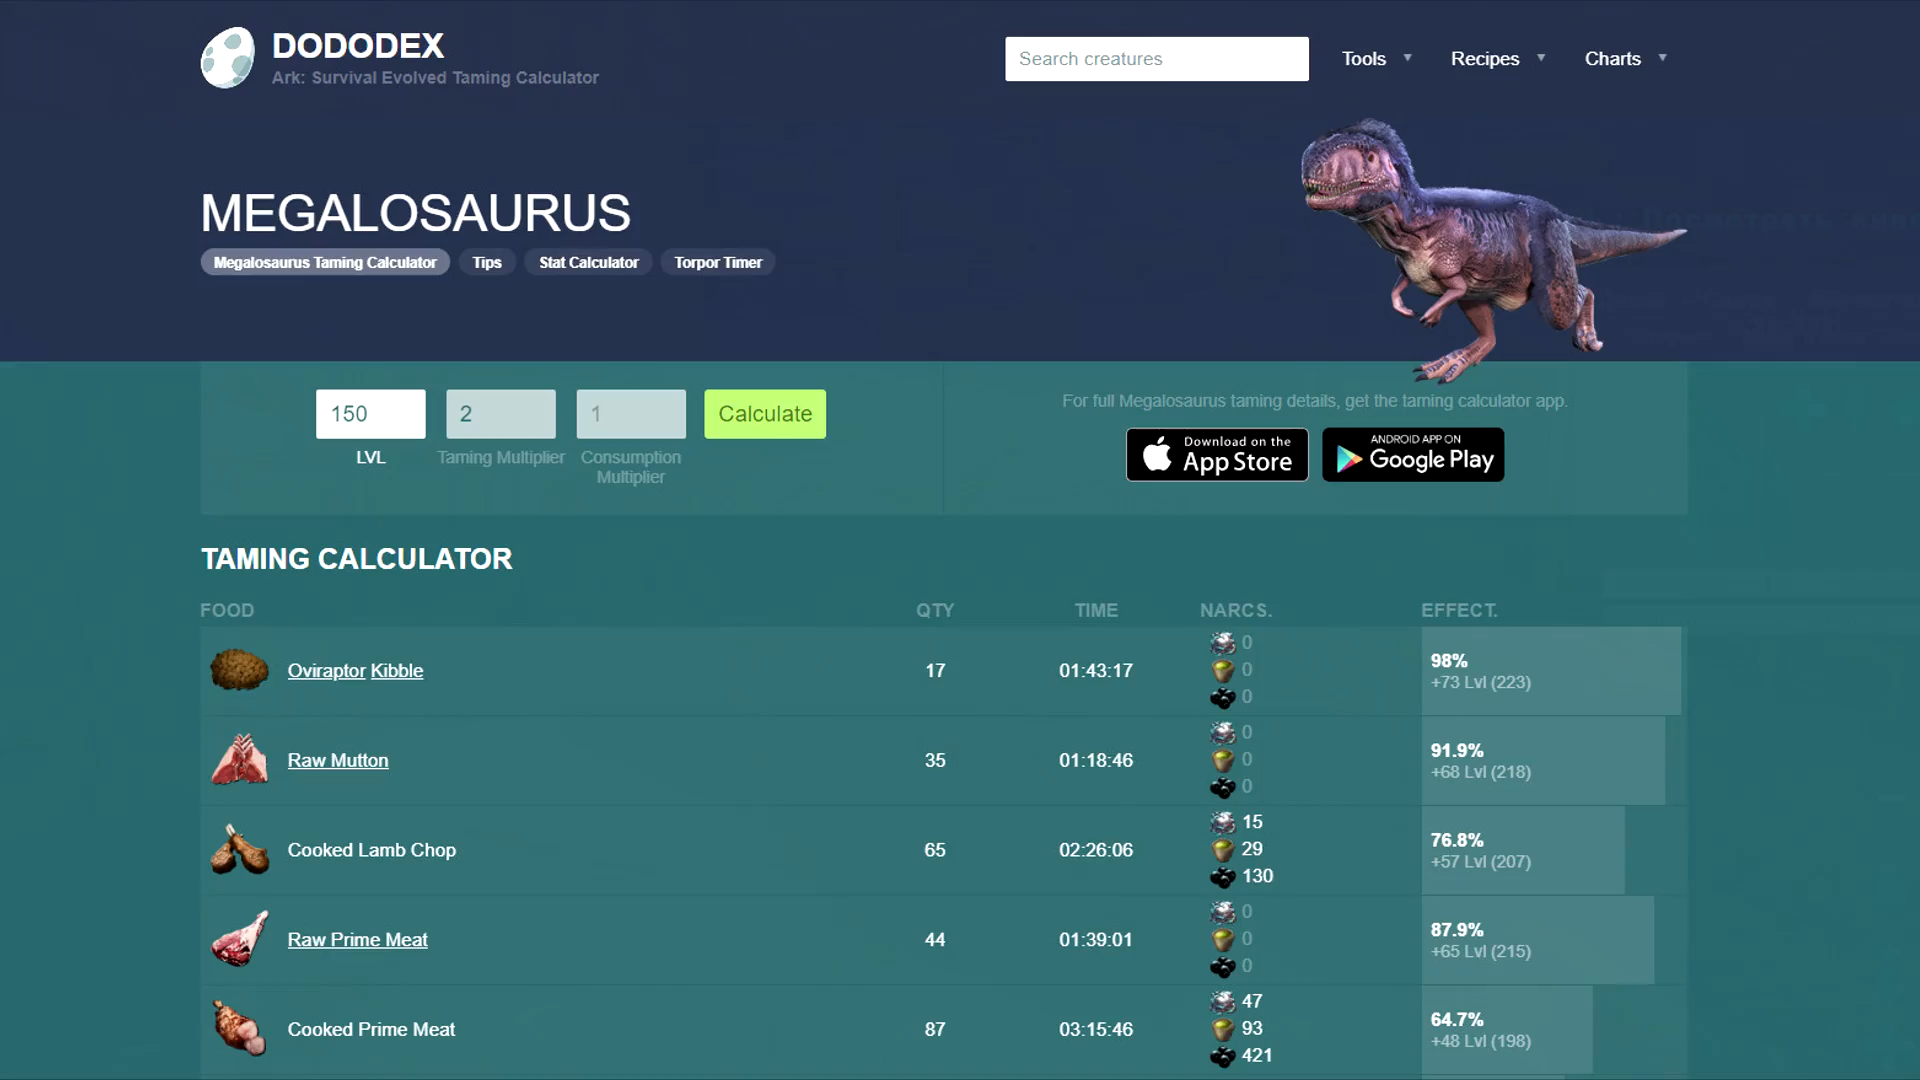 DODODEX
Ark: Survival Evolved Taming Calculator
Search creatures
Tools
Recipes
Charts
MEGALOSAURUS
Megalosaurus Taming Calculator
Tips
Stat Calculator
Torpor Timer
150
2
1
Calculate
LVL
Taming Multiplier
Consumption
Multiplier
For full Megalosaurus taming details, get the taming calculator app.
Download on the
App Store
ANDROID APP ON
Google Play
TAMING CALCULATOR
FOOD QTY TIME NARCS. EFFECT.
Oviraptor Kibble
17
01:43:17
0
0
0
98%
+73 Lvl (223)
Raw Mutton
35
01:18:46
0
0
0
91.9%
+68 Lvl (218)
Cooked Lamb Chop
65
02:26:06
15
29
130
76.8%
+57 Lvl (207)
Raw Prime Meat
44
01:39:01
0
0
0
87.9%
+65 Lvl (215)
Cooked Prime Meat
87
03:15:46
47
93
421
64.7%
+48 Lvl (198)